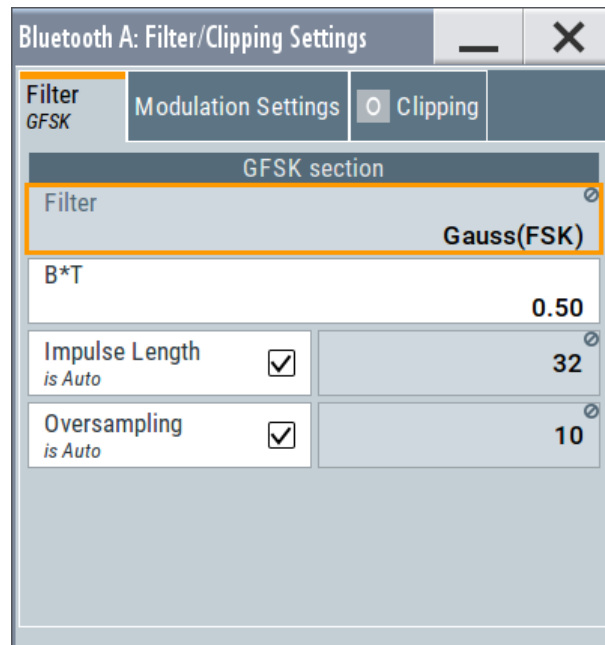 Bluetooth A: Filter/Clipping Settings
Filter
GFSK
Modulation Settings
O Clipping
GFSK section
Filter
Gauss(FSK)
B*T
0.50
Impulse Length
is Auto
32
Oversampling
is Auto
10